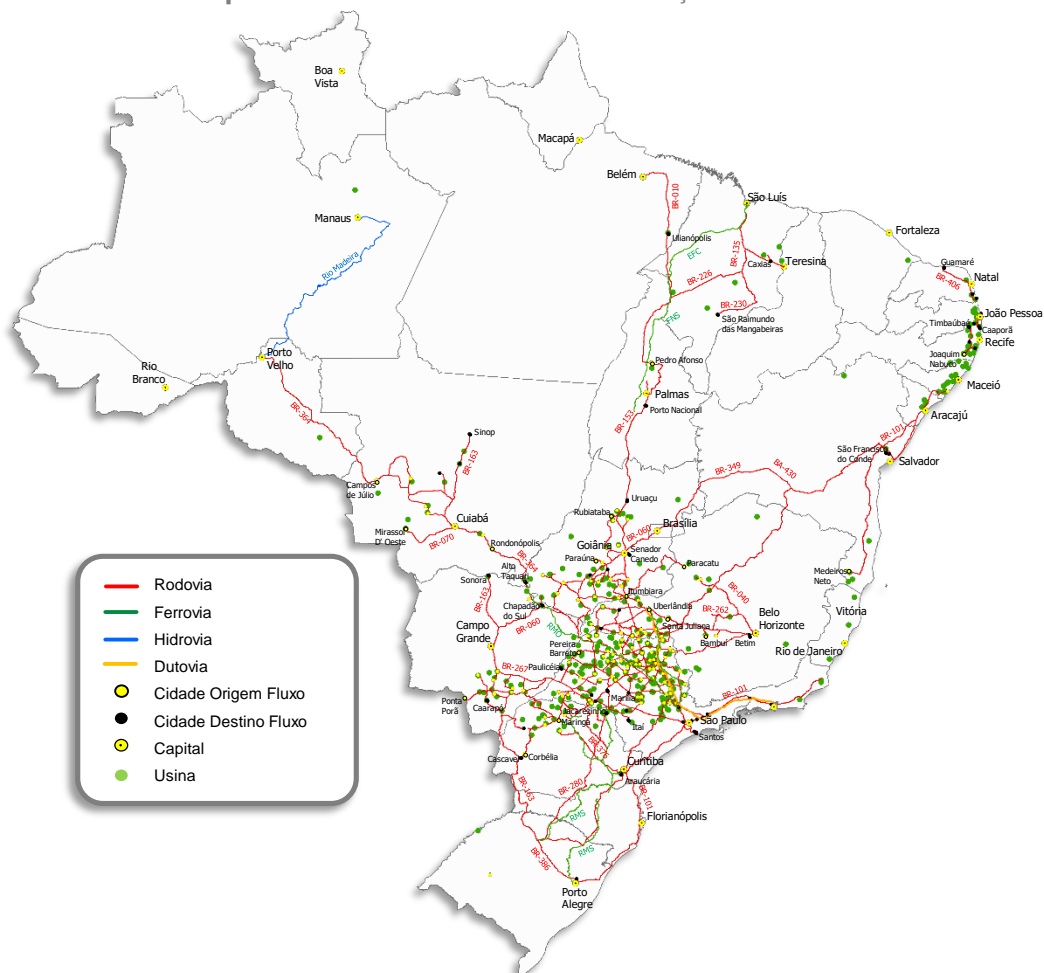 Boa
Vista
Macapá
Belém
BR-010
São Luís
Manaus
Ulianópolis
Fortaleza
EFC
BR-135
Rio Madeira
Caxias
Teresina
Guamaré
BR-406
Natal
BR-226
BR-230
São Raimundo
das Mangabeiras
FNS
João Pessoa
Timbaúba
Caaporã
Recife
Joaquim
Nabuco
Porto
Velho
Rio
Branco
Pedro Afonso
Palmas
Porto Nacional
Maceió
Aracajú
BR-364
BR-153
BR-101
Sinop
BR-163
São Francisco
do Conde
Salvador
BR-349
BA-430
Campos
de Júlio
Uruaçu
Rubiataba
Cuiabá
Mirassol
D' Oeste
BR-070
BR-060
Brasília
Rondonópolis
Goiânia
Senador
Canedo
Paraúna
Paracatu
BR-364
Alto
Taquari
Sonora
Medeiros
Neto
BR-163
Chapadão
do Sul
Itumbiara
BR-040
Uberlândia
BR-262
Vitória
Santa Juliana
Belo
Horizonte
Campo
Grande
BR-060
RMO
Bambuí
Betim
Pereira
Barreto
Rio de Janeiro
BR-267
Paulicéia
Ponta
Porã
Caarapó
Marília
BR-101
Jacarezinho
Maringá
Itaí
São Paulo
Santos
BR-376
Cascavel
Corbélia
Curitiba
Araucária
BR-163
BR-280
BR-101
RMS
Florianópolis
RMS
BR-386
Porto
Alegre
Rodovia
Ferrovia
Hidrovia
Dutovia
Cidade Origem Fluxo
Cidade Destino Fluxo
Capital
Usina